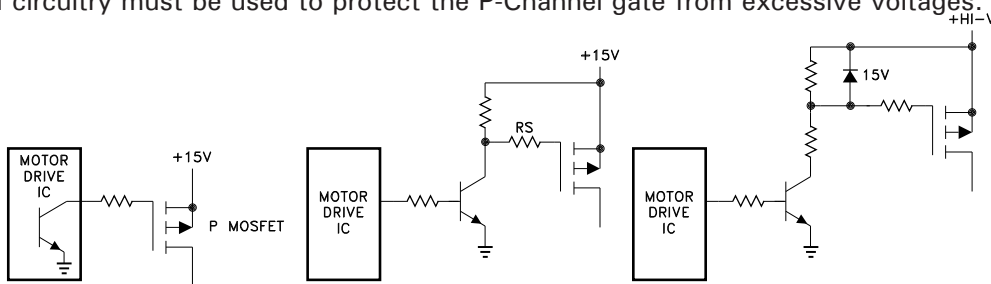 circuitry must be used to protect the P-Channel gate from excessive voltages.
+HI-V
+15V
15V
RS
MOTOR
DRIVE
IC
+15V
P MOSFET
MOTOR
DRIVE
IC
MOTOR
DRIVE
IC